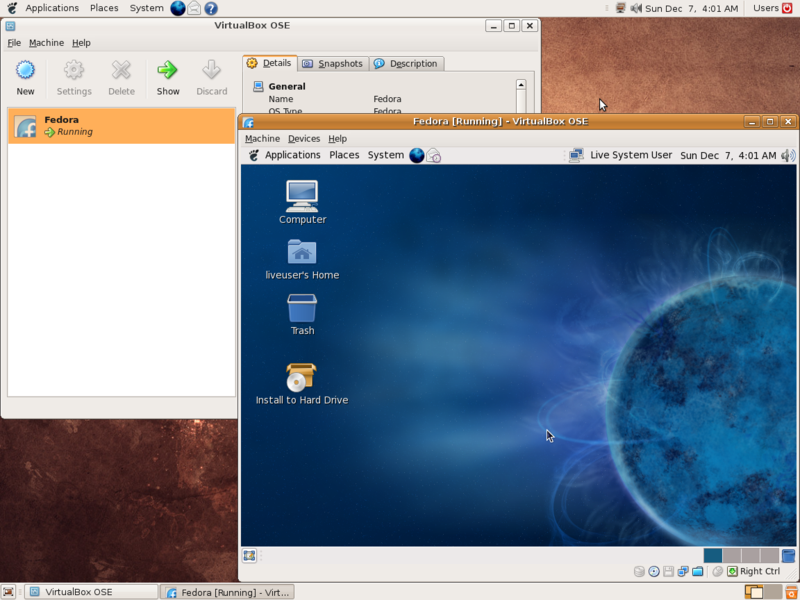 Applications Places System Sun Dec 7, 4:01 AM Users
VirtualBox OSE
File Machine Help
New Settings Delete Show Discard
Details Snapshots Description
General
Name Fedora
OS Type Fedora
Fedora
Running
Fedora [Running] - VirtualBox OSE
Machine Devices Help
Applications Places System Live System User Sun Dec 7, 4:01 AM
Computer
liveuser's Home
Trash
Install to Hard Drive
Right Ctrl
VirtualBox OSE Fedora [Running] - Virt...